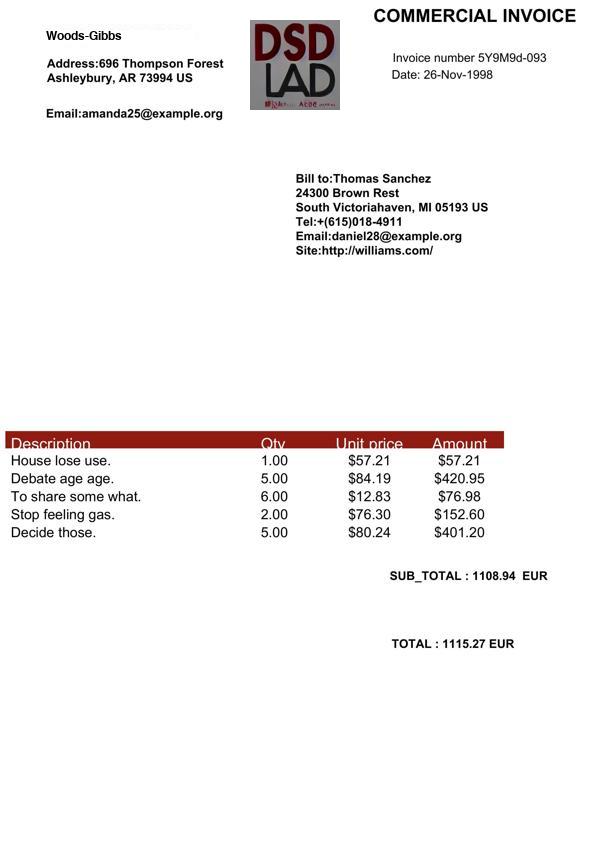 COMMERCIAL INVOICE
Woods-Gibbs
DSD
LAD
Invoice number 5Y9M9d-093
Address:696 Thompson Forest
Date: 26-Nov-1998
Ashleybury, AR 73994 US
Email:amanda25@example.org
Bill to:Thomas Sanchez
24300 Brown Rest
South Victoriahaven, MI 05193 US
Tel:+(615)018-4911
Email:daniel28@example.org
Site:http://williams.com/
Description Qty Unit price Amount
House lose use. 1.00 $57.21 $57.21
Debate age age. 5.00 $84.19 $420.95
To share some what. 6.00 $12.83 $76.98
Stop feeling gas. 2.00 $76.30 $152.60
Decide those. 5.00 $80.24 $401.20
SUB_TOTAL : 1108.94 EUR
TOTAL : 1115.27 EUR